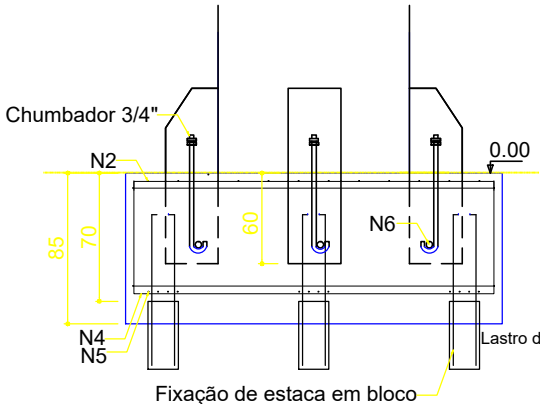 Chumbador 3/4"
N2
0.00
85
70
60
N6
N4
N5
Lastro d
Fixação de estaca em bloco